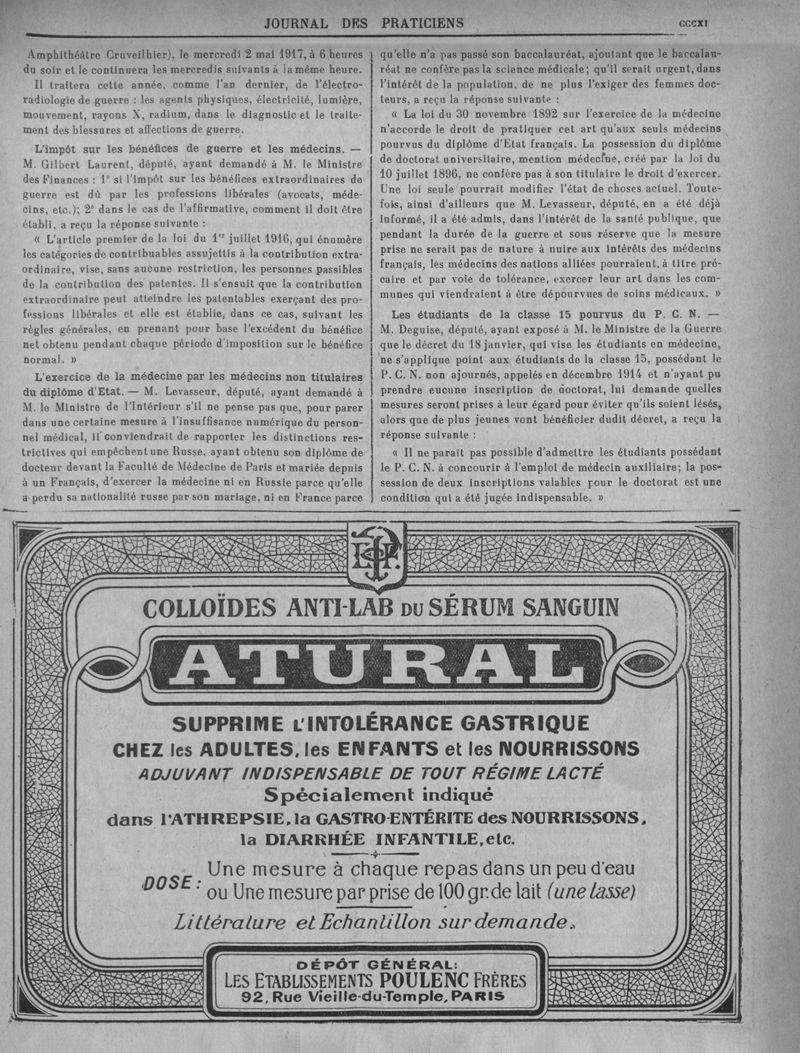 JOURNAL DES PRATICIENS
CCCXI
Amphithéâtre Cruveilhier), le mercredi 2 mai 1917, à 6 heures
du soir et le continuera les mercredis suivants à la même heure.
Il traitera cette année, comme l'an dernier, de l'électro-
radiologie de guerre : les agents physiques, électricité, lumière,
mouvement, rayons X, radium, dans le diagnostic et le traite-
ment des blessures et affections de guerre.
L'impôt sur les bénéfices de guerre et les médecins. —
M. Gilbert Laurent, député, ayant demandé à M. le Ministre
des Finances : 1° si l'impôt sur les bénéfices extraordinaires de
guerre est dû par les professions libérales (avocats, méde-
cins, etc.); 2° dans le cas de l'affirmative, comment il doit être
établi, a reçu la réponse suivante :
« L'article premier de la loi du 1er juillet 1916, qui énumère
les catégories de contribuables assujettis à la contribution extra-
ordinaire, vise, sans aucune restriction, les personnes passibles
de la contribution des patentes. Il s'ensuit que la contribution
extraordinaire peut atteindre les patentables exerçant des pro-
fessions libérales et elle est établie, dans ce cas, suivant les
règles générales, en prenant pour base l'excédent du bénéfice
net obtenu pendant chaque période d'imposition sur le bénéfice
normal. »
L'exercice de la médecine par les médecins non titulaires
du diplôme d'Etat. — M. Levasseur, député, ayant demandé à
M. le Ministre de l'Intérieur s'il ne pense pas que, pour parer
dans une certaine mesure à l'insuffisance numérique du person-
nel médical, il conviendrait de rapporter les distinctions res-
trictives qui empêchent une Russe, ayant obtenu son diplôme de
docteur devant la Faculté de Médecine de Paris et mariée depuis
à un Français, d'exercer la médecine ni en Russie parce qu'elle
a perdu sa nationalité russe par son mariage, ni en France parce
qu'elle n'a pas passé son baccalauréat, ajoutant que le baccalau-
réat ne confère pas la science médicale; qu'il serait urgent, dans
l'intérêt de la population, de ne plus l'exiger des femmes doc-
teurs, a reçu la réponse suivante :
« La loi du 30 novembre 1892 sur l'exercice de la médecine
n'accorde le droit de pratiquer cet art qu'aux seuls médecins
pourvus du diplôme d'Etat français. La possession du diplôme
de doctorat universitaire, mention médecine, créé par la loi du
10 juillet 1896, ne confère pas à son titulaire le droit d'exercer.
Une loi seule pourrait modifier l'état de choses actuel. Toute-
fois, ainsi d'ailleurs que M. Levasseur, député, en a été déjà
informé, il a été admis, dans l'intérêt de la santé publique, que
pendant la durée de la guerre et sous réserve que la mesure
prise ne serait pas de nature à nuire aux intérêts des médecins
français, les médecins des nations alliées pourraient, à titre pré-
caire et par voie de tolérance, exercer leur art dans les com-
munes qui viendraient à être dépourvues de soins médicaux. »
Les étudiants de la classe 15 pourvus du P. C. N. —
M. Deguise, député, ayant exposé à M. le Ministre de la Guerre
que le décret du 18 janvier, qui vise les étudiants en médecine,
ne s'applique point aux étudiants de la classe 15, possédant le
P. C. N. non ajournés, appelés en décembre 1914 et n'ayant pu
prendre eucune inscription de doctorat, lui demande quelles
mesures seront prises à leur égard pour éviter qu'ils soient lésés,
alors que de plus jeunes vont bénéficier dudit décret, a reçu la
réponse suivante :
« Il ne paraît pas possible d'admettre les étudiants possédant
le P. C. N. à concourir à l'emploi de médecin auxiliaire; la pos-
session de deux inscriptions valables pour le doctorat est une
condition qui a été jugée indispensable. »
COLLOÏDES ANTI-LAB DU SÉRUM SANGUIN
ATURAL
SUPPRIME L'INTOLÉRANCE GASTRIQUE
CHEZ les ADULTES, les ENFANTS et les NOURRISSONS
ADJUVANT INDISPENSABLE DE TOUT RÉGIME LACTÉ
Spécialement indiqué
dans l'ATHREPSIE, la GASTRO-ENTÉRITE des NOURRISSONS,
la DIARRHÉE INFANTILE, etc.
DOSE: Une mesure à chaque repas dans un peu d'eau
ou Une mesure par prise de 100 gr. de lait (une tasse)
Littérature et Echantillon sur demande.
DÉPÔT GÉNÉRAL:
LES ETABLISSEMENTS POULENC FRÈRES
92, Rue Vieille-du-Temple, PARIS